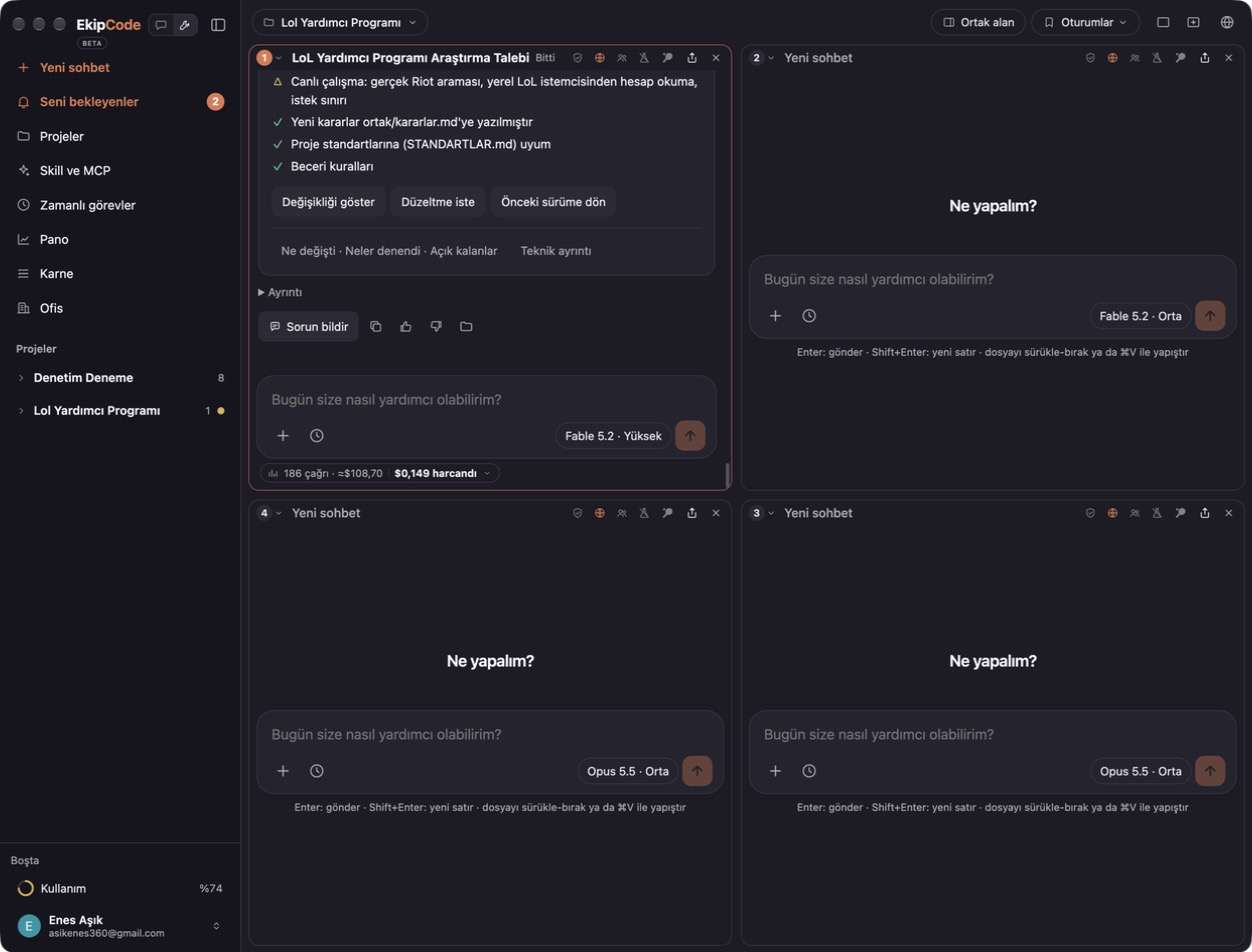 EkipCode
BETA
Yeni sohbet
Seni bekleyenler 2
Projeler
Skill ve MCP
Zamanlı görevler
Pano
Karne
Ofis
Projeler
Denetim Deneme 8
Lol Yardımcı Programı 1
Boşta
Kullanım %74
E
Enes Aşık
asikenes360@gmail.com
Lol Yardımcı Programı
Ortak alan
Oturumlar
1 LoL Yardımcı Programı Araştırma Talebi Bitti
Canlı çalışma: gerçek Riot araması, yerel LoL istemcisinden hesap okuma,
istek sınırı
Yeni kararlar ortak/kararlar.md'ye yazılmıştır
Proje standartlarına (STANDARTLAR.md) uyum
Beceri kuralları
Değişikliği göster Düzeltme iste Önceki sürüme dön
Ne değişti · Neler denendi · Açık kalanlar Teknik ayrıntı
Ayrıntı
Sorun bildir
Bugün size nasıl yardımcı olabilirim?
Fable 5.2 · Yüksek
186 çağrı · ≈$108,70 $0,149 harcandı
2 Yeni sohbet
Ne yapalım?
Bugün size nasıl yardımcı olabilirim?
Fable 5.2 · Orta
Enter: gönder · Shift+Enter: yeni satır · dosyayı sürükle-bırak ya da ⌘V ile yapıştır
4 Yeni sohbet
Ne yapalım?
Bugün size nasıl yardımcı olabilirim?
Opus 5.5 · Orta
Enter: gönder · Shift+Enter: yeni satır · dosyayı sürükle-bırak ya da ⌘V ile yapıştır
3 Yeni sohbet
Ne yapalım?
Bugün size nasıl yardımcı olabilirim?
Opus 5.5 · Orta
Enter: gönder · Shift+Enter: yeni satır · dosyayı sürükle-bırak ya da ⌘V ile yapıştır